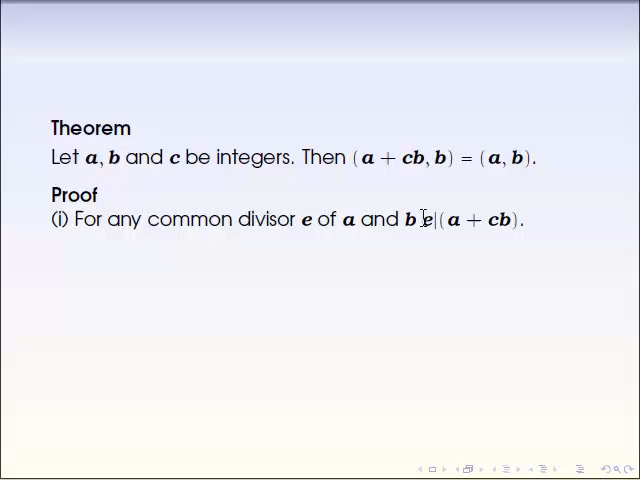 Theorem
Let a, b and c be integers. Then (a + cb, b) = (a, b).
Proof
(i) For any common divisor e of a and b e|(a + cb).